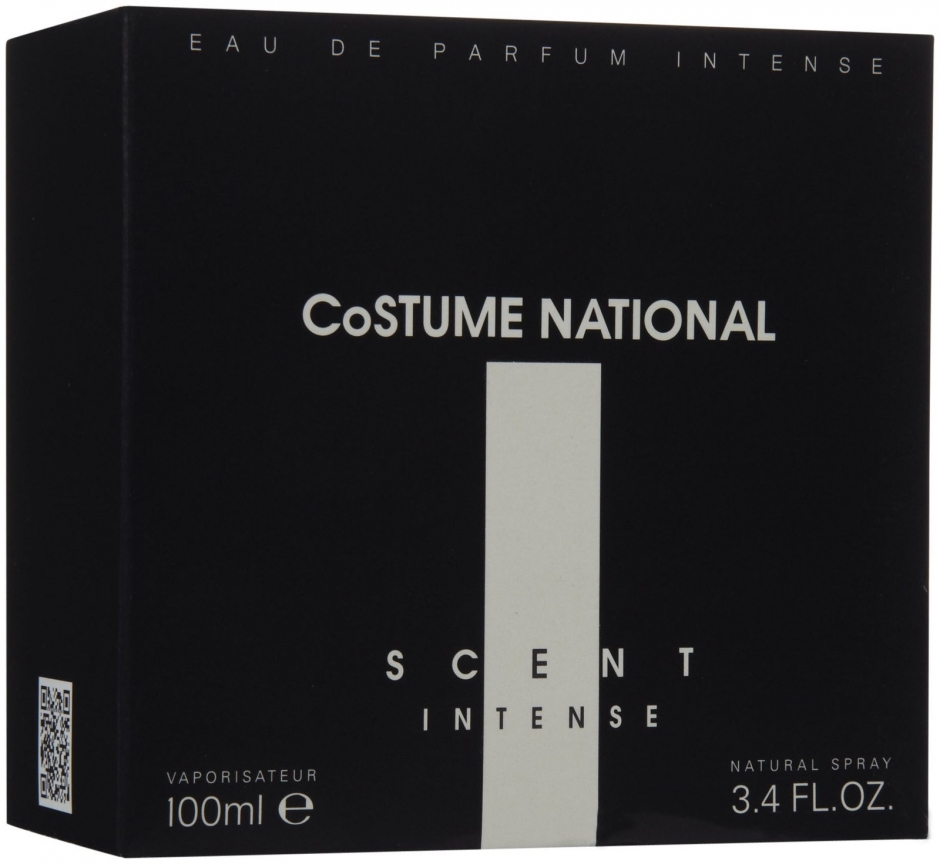 EAU DE PARFUM INTENSE
CoSTUME NATIONAL
SCENT
INTENSE
VAPORISATEUR
100ml ℮
NATURAL SPRAY
3.4 FL.OZ.